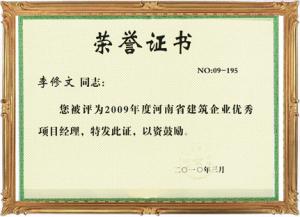 荣誉证书
NO:09-195
李修文 同志：
您被评为2009年度河南省建筑企业优秀
项目经理，特发此证，以资鼓励。
二〇一〇年三月